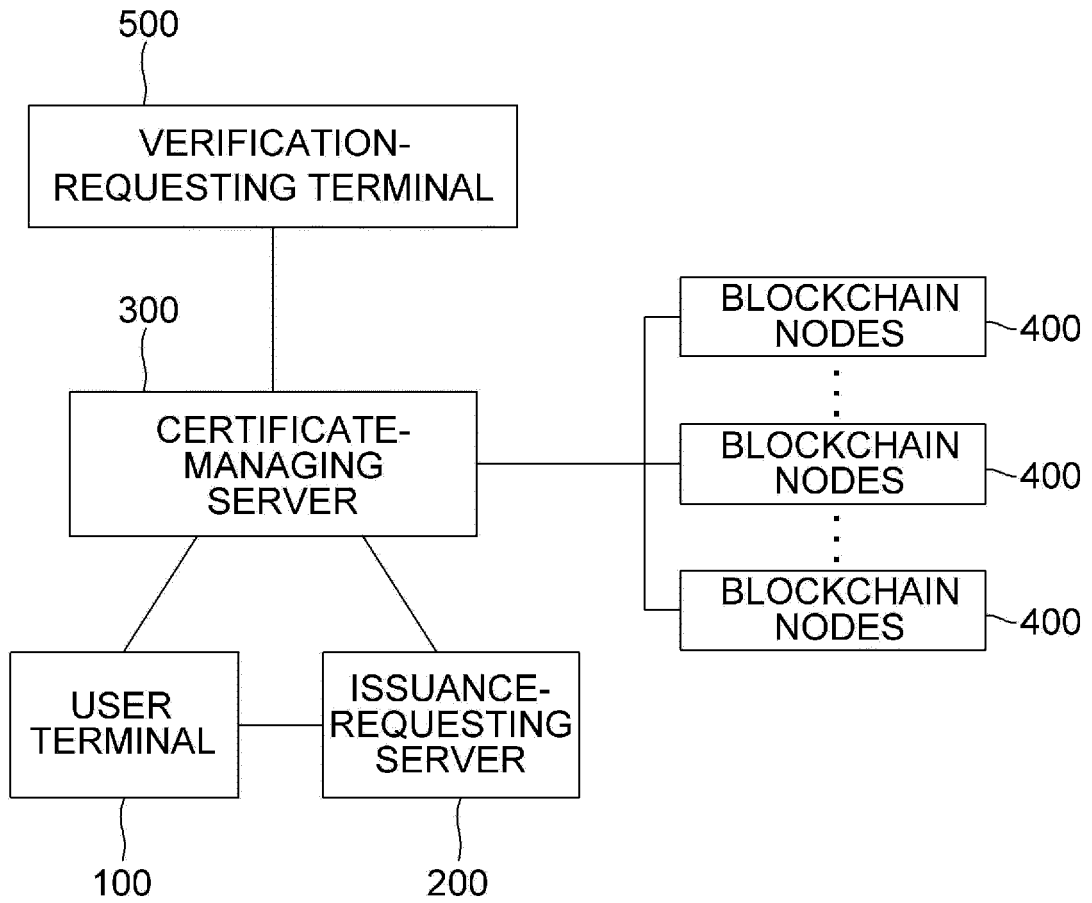 500
VERIFICATION-
REQUESTING TERMINAL
300
CERTIFICATE-
MANAGING
SERVER
BLOCKCHAIN
NODES
400
BLOCKCHAIN
NODES
400
BLOCKCHAIN
NODES
400
USER
TERMINAL
ISSUANCE-
REQUESTING
SERVER
100
200